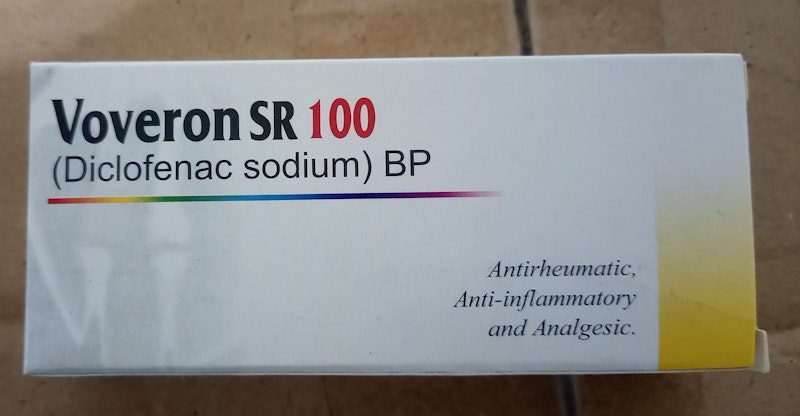 Voveron SR 100
(Diclofenac sodium) BP
Antirheumatic,
Anti-inflammatory
and Analgesic.